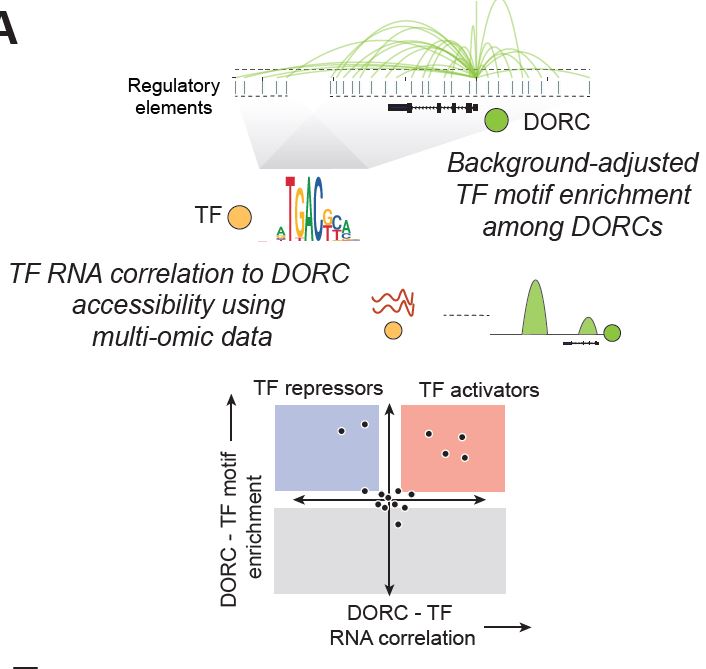 A
Regulatory
elements
DORC
Background-adjusted
TF motif enrichment
among DORCs
TF
TGAC
TF RNA correlation to DORC
accessibility using
multi-omic data
TF repressors
TF activators
DORC - TF motif
enrichment
DORC - TF
RNA correlation